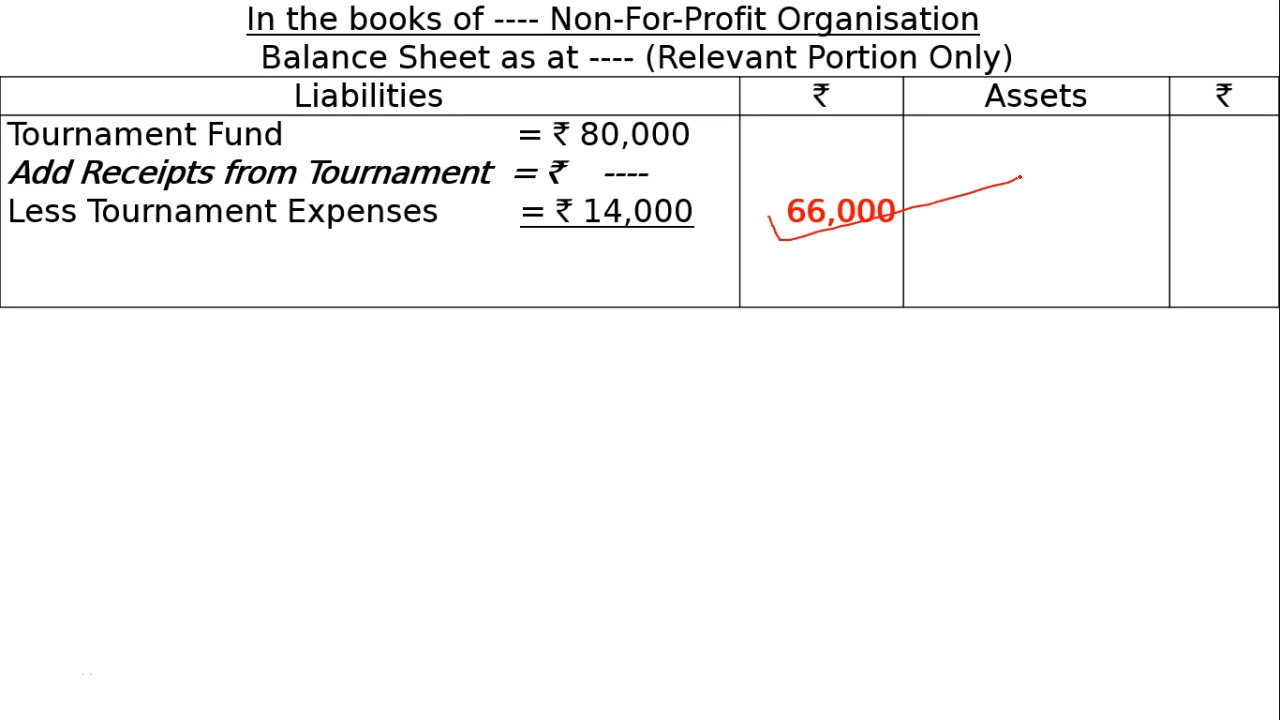 In the books of ---- Non-For-Profit Organisation
Balance Sheet as at ---- (Relevant Portion Only)
Liabilities ₹ Assets ₹
Tournament Fund = ₹ 80,000
Add Receipts from Tournament = ₹ ----
Less Tournament Expenses = ₹ 14,000 66,000